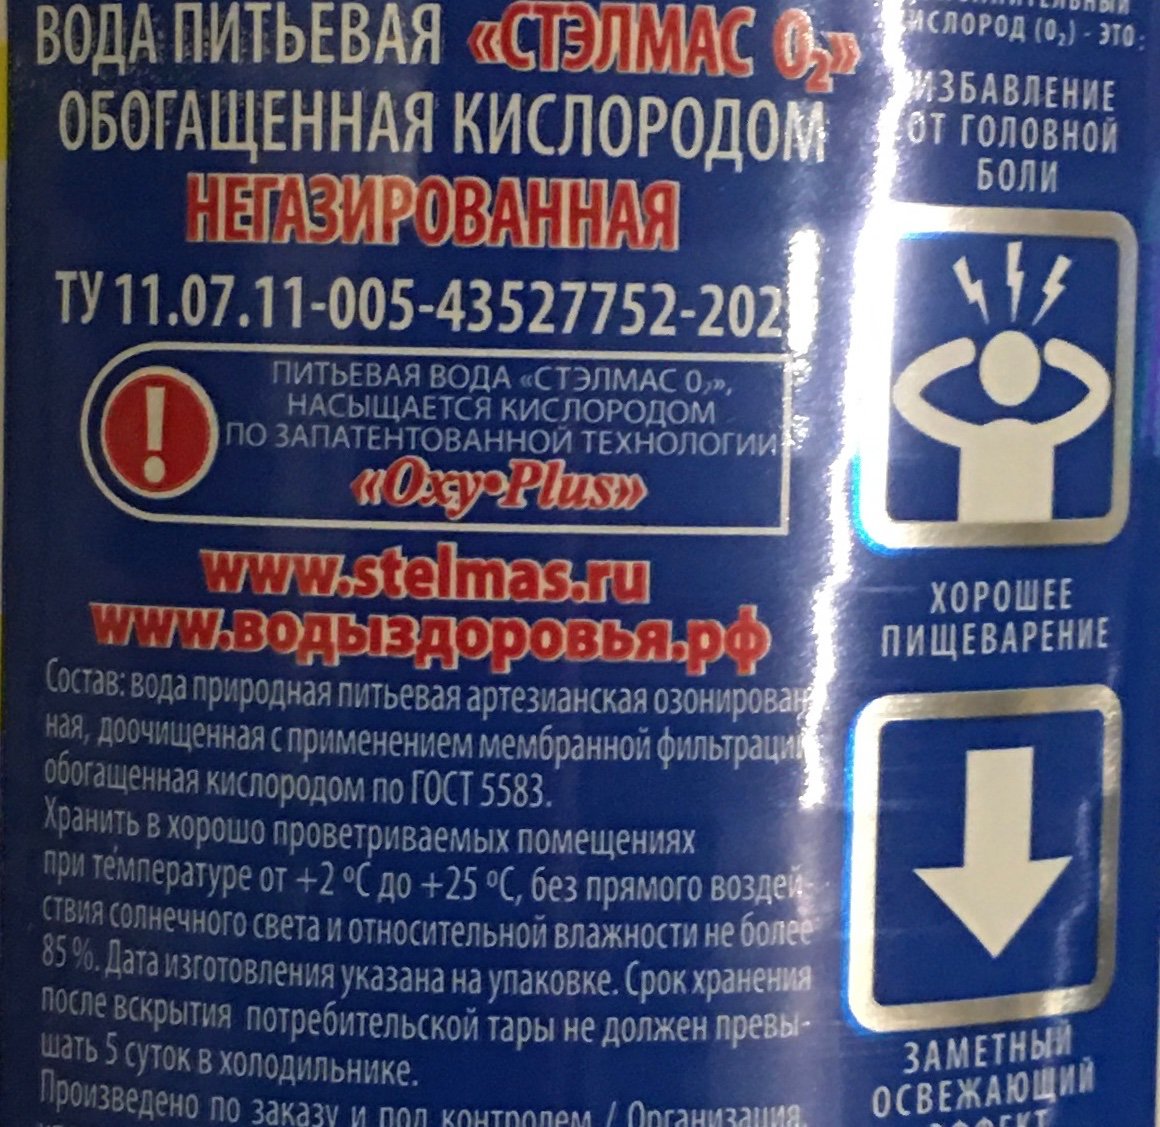 ВОДА ПИТЬЕВАЯ «СТЭЛМАС O₂»
ОБОГАЩЕННАЯ КИСЛОРОДОМ
НЕГАЗИРОВАННАЯ
ТУ 11.07.11-005-43527752-202
ПИТЬЕВАЯ ВОДА «СТЭЛМАС O₂»,
НАСЫЩАЕТСЯ КИСЛОРОДОМ
ПО ЗАПАТЕНТОВАННОЙ ТЕХНОЛОГИИ
«Oxy•Plus»
www.stelmas.ru
www.водыздоровья.рф
Состав: вода природная питьевая артезианская озонирован-
ная, доочищенная с применением мембранной фильтрации,
обогащенная кислородом по ГОСТ 5583.
Хранить в хорошо проветриваемых помещениях
при температуре от +2 ºС до +25 ºС, без прямого воздей-
ствия солнечного света и относительной влажности не более
85 %. Дата изготовления указана на упаковке. Срок хранения
после вскрытия потребительской тары не должен превы-
шать 5 суток в холодильнике.
Произведено по заказу и под контролем / Организация,
КИСЛОРОД (O₂) - ЭТО:
ИЗБАВЛЕНИЕ
ОТ ГОЛОВНОЙ
БОЛИ
ХОРОШЕЕ
ПИЩЕВАРЕНИЕ
ЗАМЕТНЫЙ
ОСВЕЖАЮЩИЙ
ЭФФЕКТ